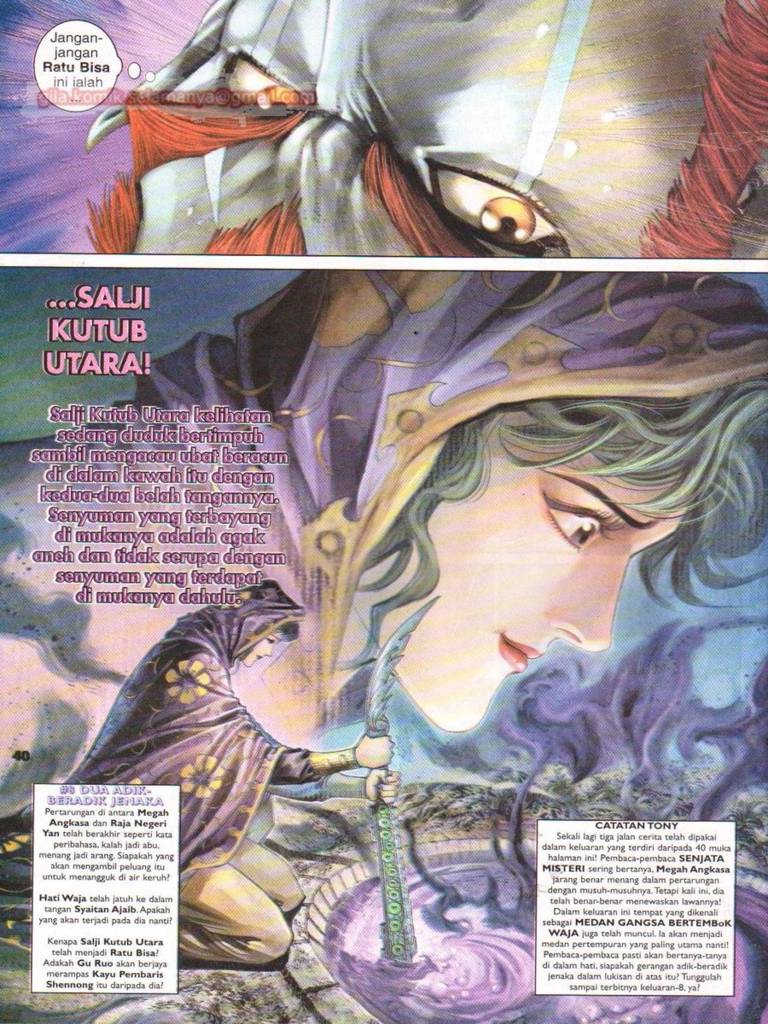 Jangan-
jangan
Ratu Bisa
ini ialah
...
alla.komik.selamanya@gmail.com
...SALJI
KUTUB
UTARA!
Salji Kutub Utara kelihatan
sedang duduk bertimpuh
sambil mengacau ubat beracun
di dalam kawah itu dengan
kedua-dua belah tangannya.
Senyuman yang terbayang
di mukanya adalah agak
aneh dan tidak serupa dengan
senyuman yang terdapat
di mukanya dahulu.
40
#8 DUA ADIK-
BERADIK JENAKA
Pertarungan di antara Megah
Angkasa dan Raja Negeri
Yan telah berakhir seperti kata
peribahasa, kalah jadi abu,
menang jadi arang. Siapakah yang
akan mengambil peluang itu
untuk menangguk di air keruh?
Hati Waja telah jatuh ke dalam
tangan Syaitan Ajaib. Apakah
yang akan terjadi pada dia nanti?
Kenapa Salji Kutub Utara
telah menjadi Ratu Bisa?
Adakah Gu Ruo akan berjaya
merampas Kayu Pembaris
Shennong itu daripada dia?
CATATAN TONY
Sekali lagi tiga jalan cerita telah dipakai
dalam keluaran yang terdiri daripada 40 muka
halaman ini! Pembaca-pembaca SENJATA
MISTERI sering bertanya, Megah Angkasa
jarang benar menang dalam pertarungan
dengan musuh-musuhnya. Tetapi kali ini, dia
telah benar-benar menewaskan lawannya!
Dalam keluaran ini tempat yang dikenali
sebagai MEDAN GANGSA BERTEMBoK
WAJA juga telah muncul. Ia akan menjadi
medan pertempuran yang paling utama nanti!
Pembaca-pembaca pasti akan bertanya-tanya
di dalam hati, siapakah gerangan adik-beradik
jenaka dalam lukisan di atas itu? Tunggulah
sampai terbitnya keluaran-8, ya?